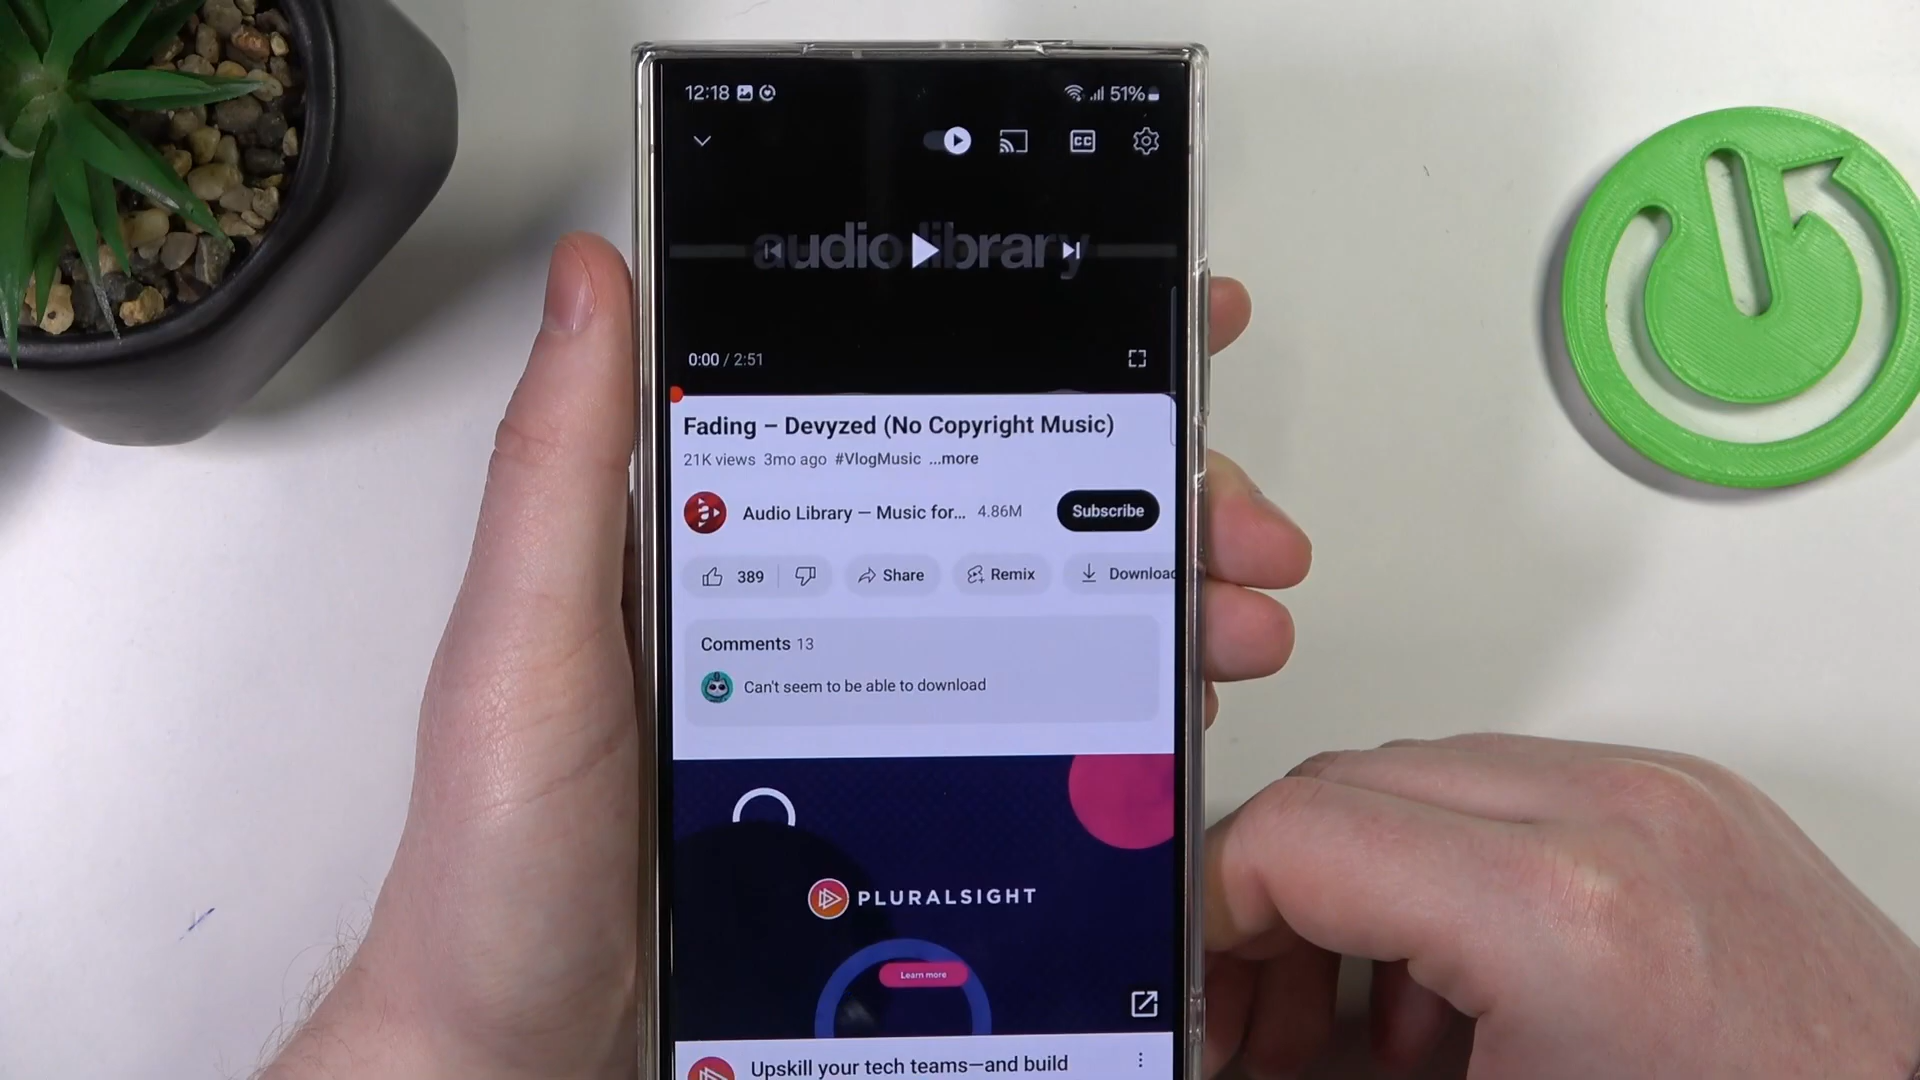 12:18
51%
CC
audio library
0:00 / 2:51
Fading – Devyzed (No Copyright Music)
21K views 3mo ago #VlogMusic ...more
Audio Library — Music for... 4.86M
Subscribe
389
Share
Remix
Download
Comments 13
Can't seem to be able to download
PLURALSIGHT
Learn more
Upskill your tech teams—and build